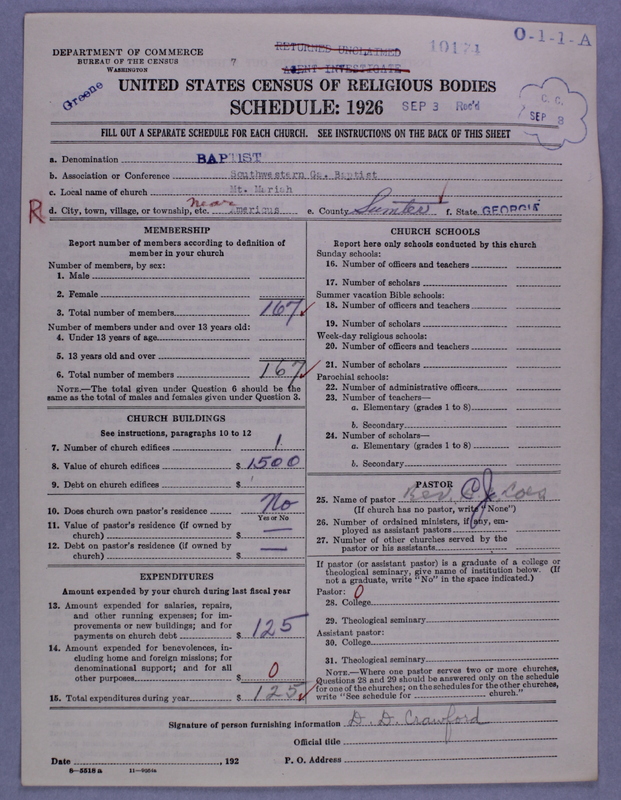 DEPARTMENT OF COMMERCE
BUREAU OF THE CENSUS
WASHINGTON
7
RETURNED UNCLAIMED
AGENT INVESTIGATE
10124
O-1-1-A
Greene
UNITED STATES CENSUS OF RELIGIOUS BODIES
SCHEDULE: 1926
SEP 3 Rec'd
C. C.
SEP 8
FILL OUT A SEPARATE SCHEDULE FOR EACH CHURCH. SEE INSTRUCTIONS ON THE BACK OF THIS SHEET
a. Denomination BAPTIST
b. Association or Conference Southwestern Ga. Baptist
c. Local name of church Mt. Mariah
R d. City, town, village, or township, etc. near Americus e. County Sumter f. State GEORGIA
MEMBERSHIP
Report number of members according to definition of
member in your church
Number of members, by sex:
1. Male
2. Female
3. Total number of members 167
Number of members under and over 13 years old:
4. Under 13 years of age
5. 13 years old and over
6. Total number of members 167
NOTE.—The total given under Question 6 should be the
same as the total of males and females given under Question 3.
CHURCH BUILDINGS
See instructions, paragraphs 10 to 12
7. Number of church edifices 1
8. Value of church edifices $ 1500
9. Debt on church edifices $
10. Does church own pastor's residence No
Yes or No
11. Value of pastor's residence (if owned by
church) $ —
12. Debt on pastor's residence (if owned by
church) $ —
EXPENDITURES
Amount expended by your church during last fiscal year
13. Amount expended for salaries, repairs,
and other running expenses; for im-
provements or new buildings; and for
payments on church debt $ 125
14. Amount expended for benevolences, in-
cluding home and foreign missions; for
denominational support; and for all
other purposes $ 0
15. Total expenditures during year $ 125
CHURCH SCHOOLS
Report here only schools conducted by this church
Sunday schools:
16. Number of officers and teachers
17. Number of scholars
Summer vacation Bible schools:
18. Number of officers and teachers
19. Number of scholars
Week-day religious schools:
20. Number of officers and teachers
21. Number of scholars
Parochial schools:
22. Number of administrative officers
23. Number of teachers—
a. Elementary (grades 1 to 8)
b. Secondary
24. Number of scholars—
a. Elementary (grades 1 to 8)
b. Secondary
PASTOR
25. Name of pastor Rev. C. J.
(If church has no pastor, write "None")
26. Number of ordained ministers, if any, em-
ployed as assistant pastors
27. Number of other churches served by the
pastor or his assistants
If pastor (or assistant pastor) is a graduate of a college or
theological seminary, give name of institution below. (If
not a graduate, write "No" in the space indicated.)
Pastor: 0
28. College
29. Theological seminary
Assistant pastor:
30. College
31. Theological seminary
NOTE.—Where one pastor serves two or more churches,
Questions 28 and 29 should be answered only on the schedule
for one of the churches; on the schedules for the other churches,
write "See schedule for church."
Signature of person furnishing information D. D. Crawford
Official title
Date , 192 P. O. Address
8—5518 a 11—9264a